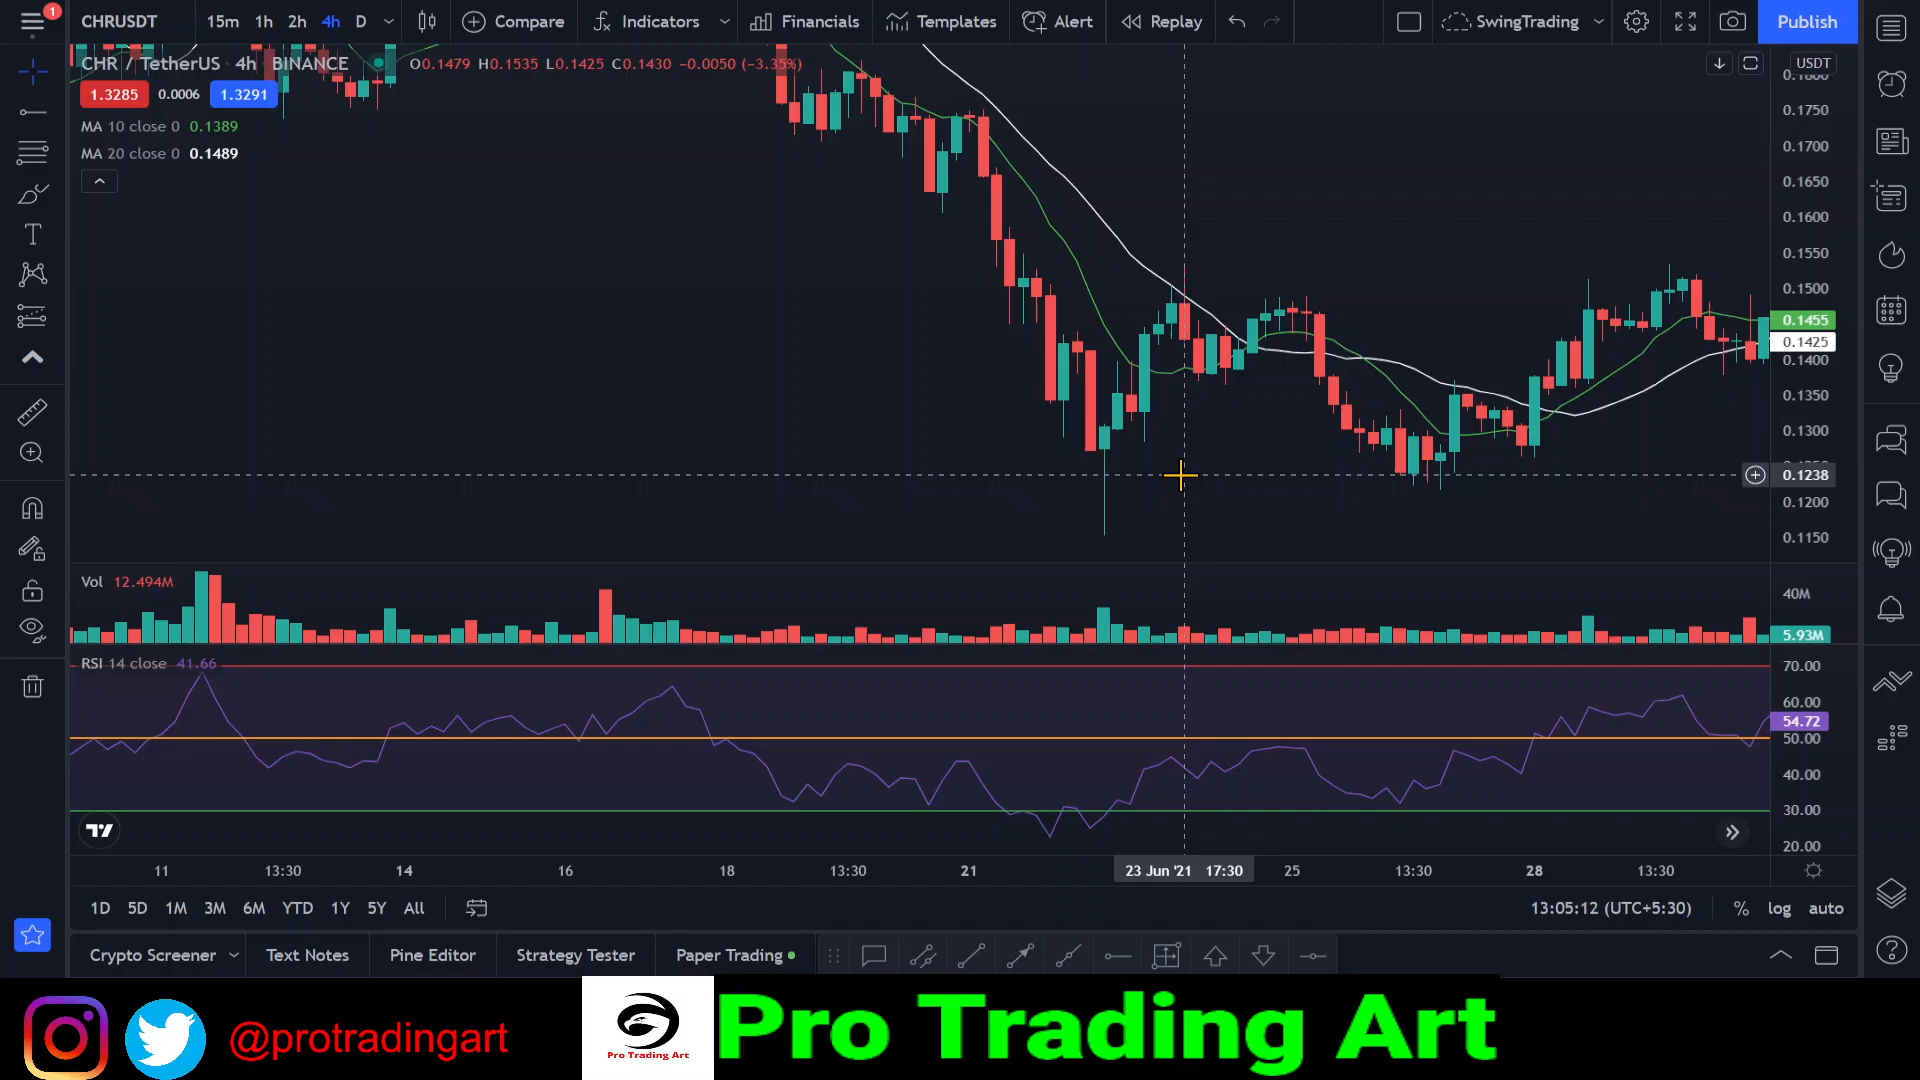 1
CHRUSDT 15m 1h 2h 4h D Compare Indicators Financials Templates Alert Replay SwingTrading Publish
CHR / TetherUS · 4h · BINANCE O0.1479 H0.1535 L0.1425 C0.1430 −0.0050 (−3.35%)
USDT
1.3285 0.0006 1.3291
MA 10 close 0 0.1389
MA 20 close 0 0.1489
0.1750
0.1700
0.1650
0.1600
0.1550
0.1500
0.1455
0.1425
0.1400
0.1350
0.1300
0.1238
0.1200
0.1150
Vol 12.494M
40M
5.93M
RSI 14 close 41.66
70.00
60.00
54.72
50.00
40.00
30.00
20.00
11 13:30 14 16 18 13:30 21 23 Jun '21 17:30 25 13:30 28 13:30
1D 5D 1M 3M 6M YTD 1Y 5Y All 13:05:12 (UTC+5:30) % log auto
Crypto Screener Text Notes Pine Editor Strategy Tester Paper Trading
@protradingart
Pro Trading Art
Pro Trading Art